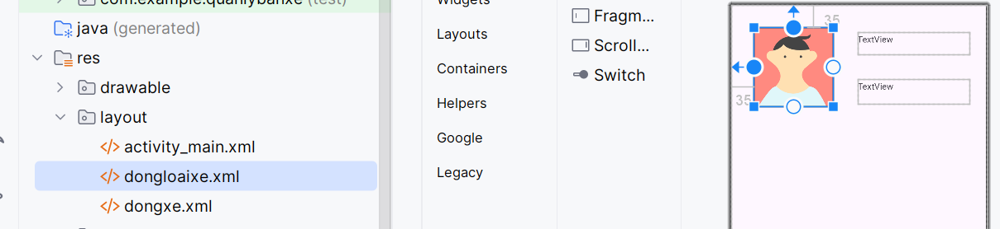 com.example.quanlybanxe (test)
java (generated)
res
drawable
layout
activity_main.xml
dongloaixe.xml
dongxe.xml
Widgets
Layouts
Containers
Helpers
Google
Legacy
Fragm...
Scroll...
Switch
35
TextView
TextView
35